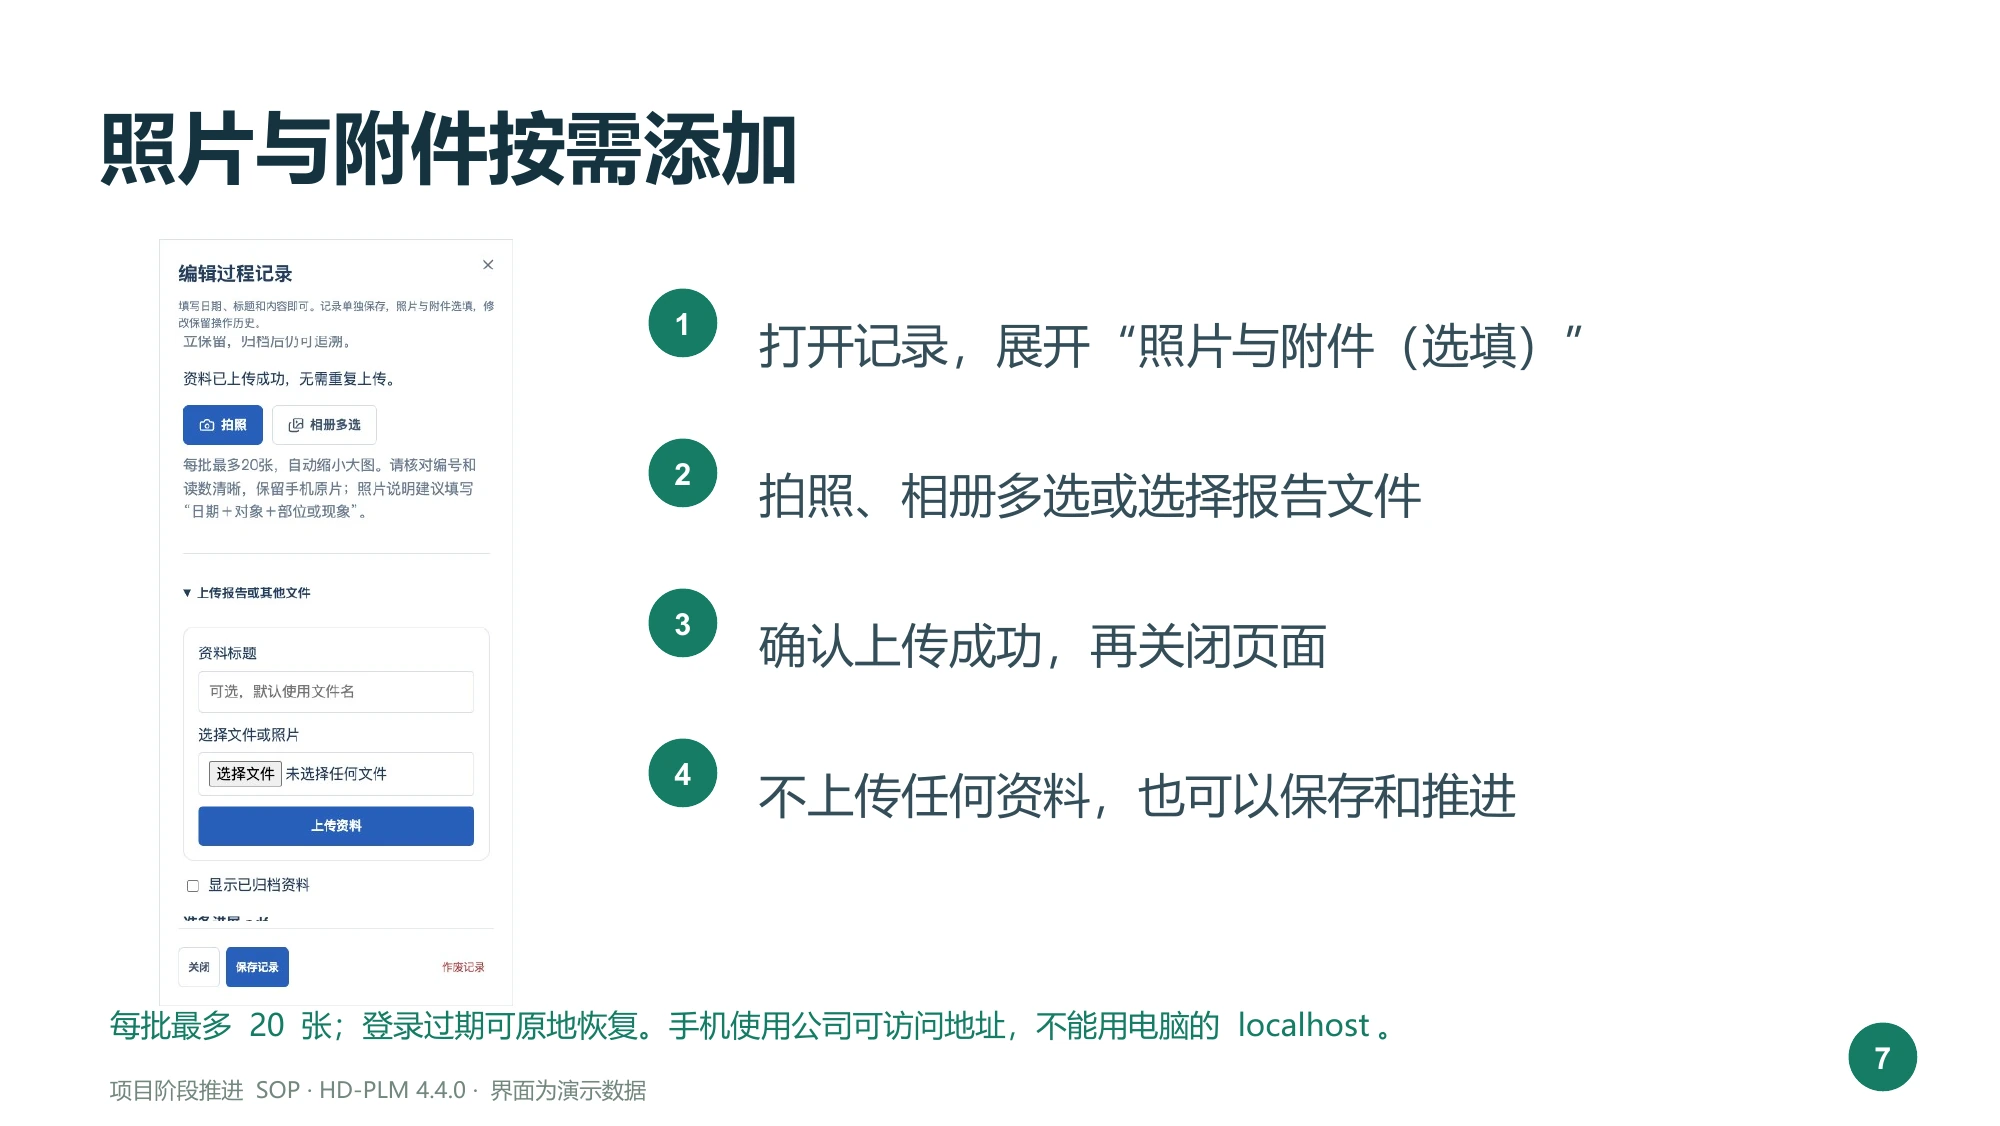 照片与附件按需添加
编辑过程记录
填写日期、标题和内容即可。记录单独保存，照片与附件选填，修
改保留操作历史。
立保留，归档后仍可追溯。
资料已上传成功，无需重复上传。
拍照
相册多选
每批最多20张，自动缩小大图。请核对编号和
读数清晰，保留手机原片；照片说明建议填写
“日期＋对象＋部位或现象”。
▼ 上传报告或其他文件
资料标题
可选，默认使用文件名
选择文件或照片
选择文件 未选择任何文件
上传资料
显示已归档资料
关闭
保存记录
作废记录
1
打开记录，展开“照片与附件（选填）”
2
拍照、相册多选或选择报告文件
3
确认上传成功，再关闭页面
4
不上传任何资料，也可以保存和推进
每批最多 20 张；登录过期可原地恢复。手机使用公司可访问地址，不能用电脑的 localhost。
项目阶段推进 SOP · HD-PLM 4.4.0 · 界面为演示数据
7